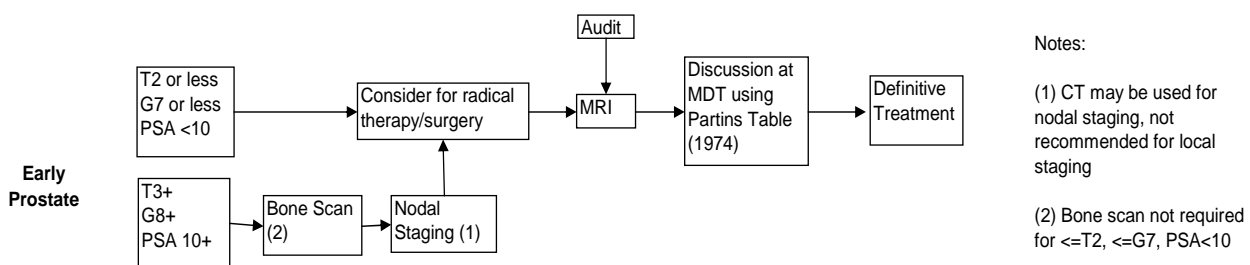 Early
Prostate
T2 or less
G7 or less
PSA <10
T3+
G8+
PSA 10+
Bone Scan
(2)
Nodal
Staging (1)
Consider for radical
therapy/surgery
Audit
MRI
Discussion at
MDT using
Partins Table
(1974)
Definitive
Treatment
Notes:
(1) CT may be used for
nodal staging, not
recommended for local
staging
(2) Bone scan not required
for <=T2, <=G7, PSA<10